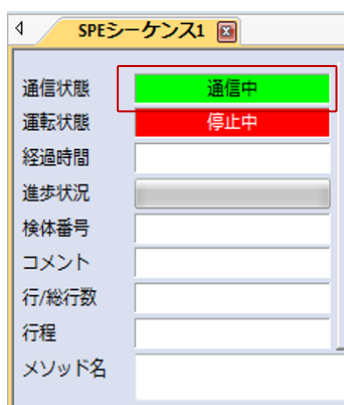 SPEシーケンス1
通信状態 通信中
運転状態 停止中
経過時間
進歩状況
検体番号
コメント
行/総行数
行程
メソッド名